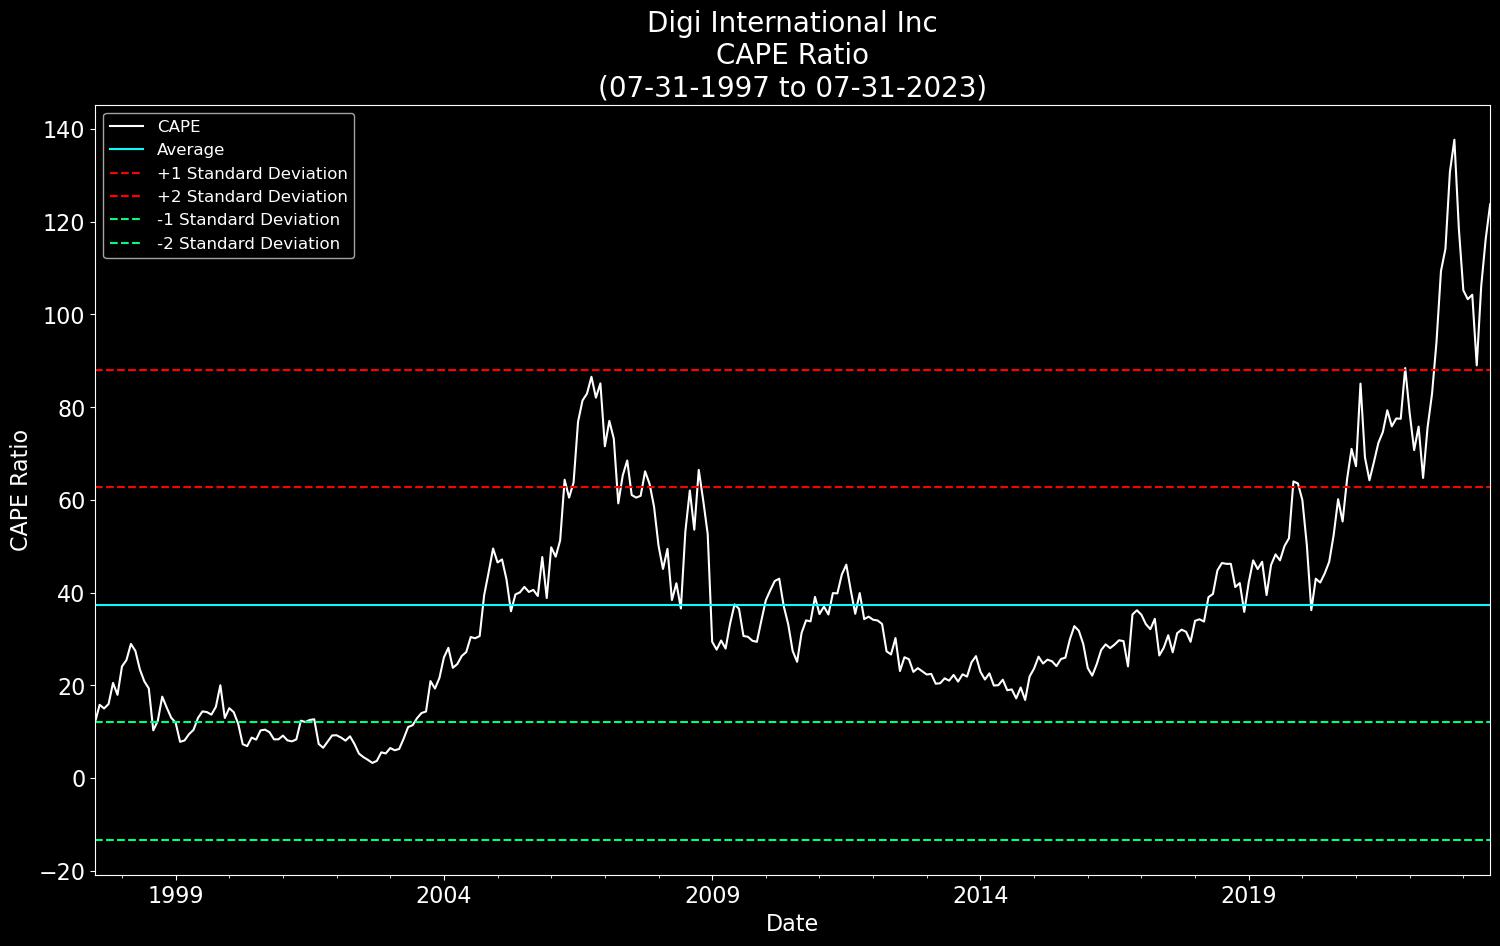 Digi International Inc
CAPE Ratio
(07-31-1997 to 07-31-2023)
CAPE
Average
+1 Standard Deviation
+2 Standard Deviation
-1 Standard Deviation
-2 Standard Deviation
140
120
100
80
60
40
20
0
−20
CAPE Ratio
1999 2004 2009 2014 2019
Date